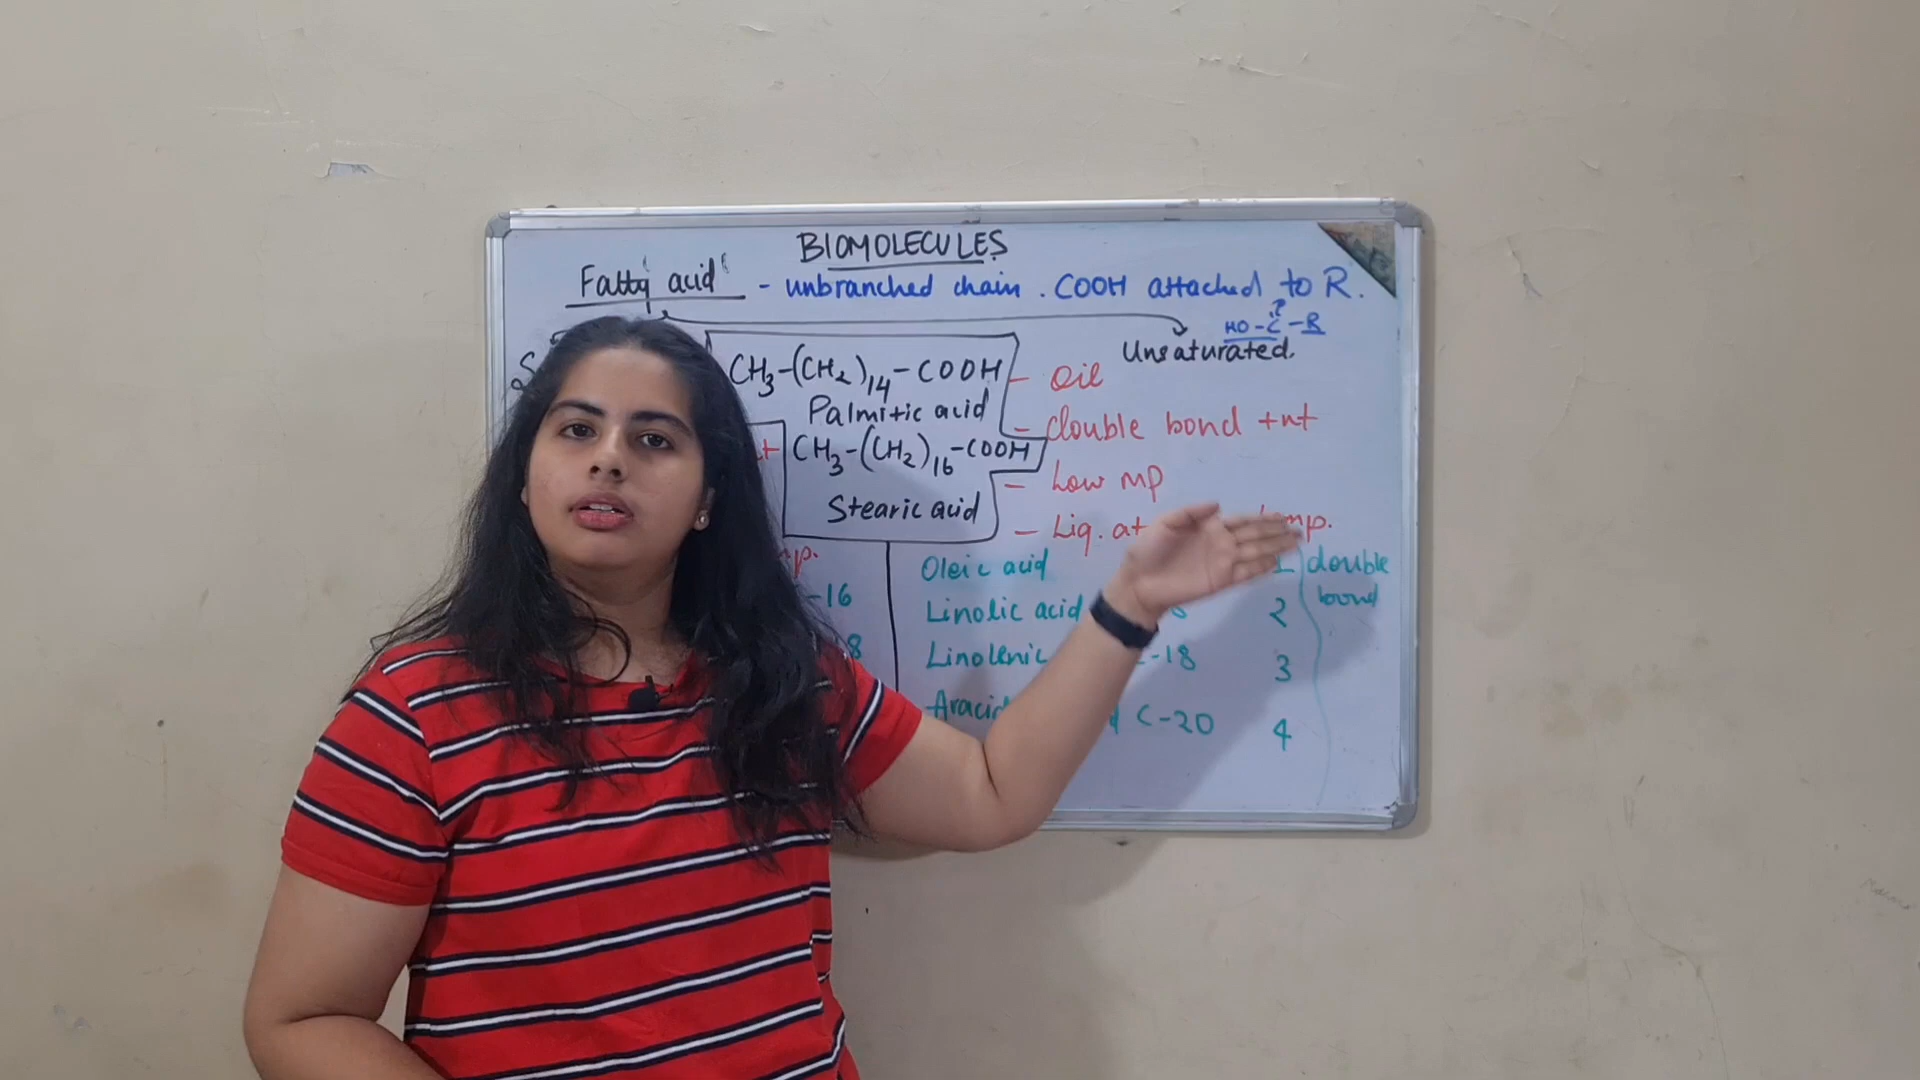 BIOMOLECULES
Fatty acid - unbranched chain. COOH attached to R.
HO-C-R
Unsaturated.
CH3-(CH2)14-COOH
Palmitic acid
CH3-(CH2)16-COOH
Stearic acid
- Oil
- double bond +nt
- Low mp
- Liq. at temp.
-16
8
Oleic acid 1 double bond
Linolic acid 2
Linolenic C-18 3
C-20 4